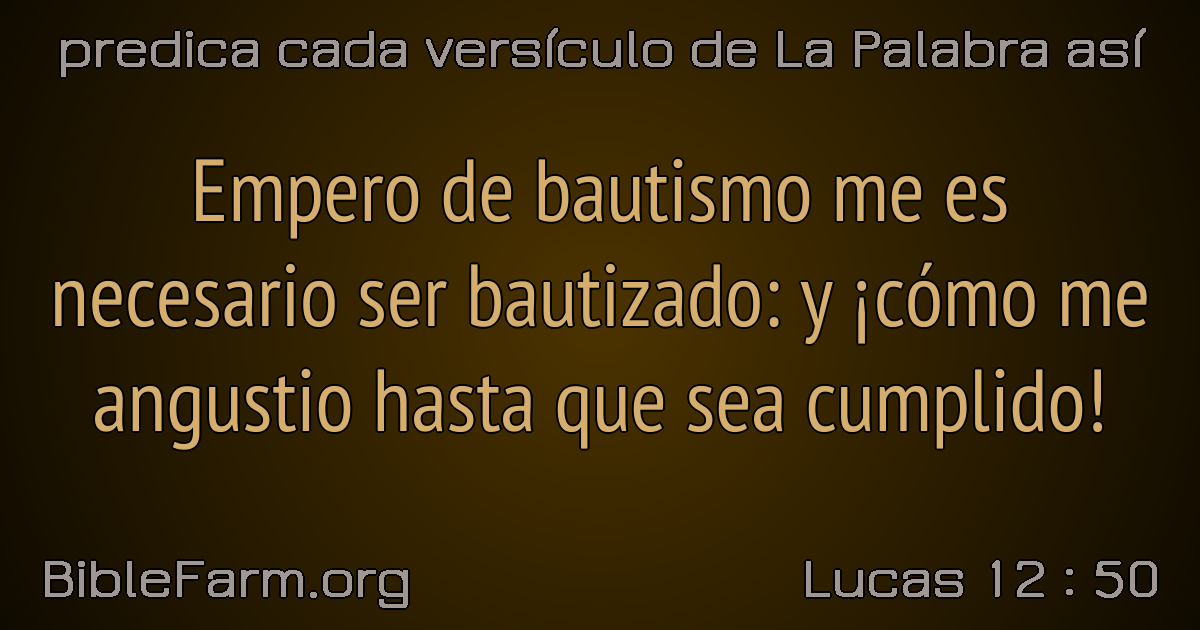 predica cada versículo de La Palabra así
Empero de bautismo me es
necesario ser bautizado: y ¡cómo me
angustio hasta que sea cumplido!
BibleFarm.org
Lucas 12 : 50